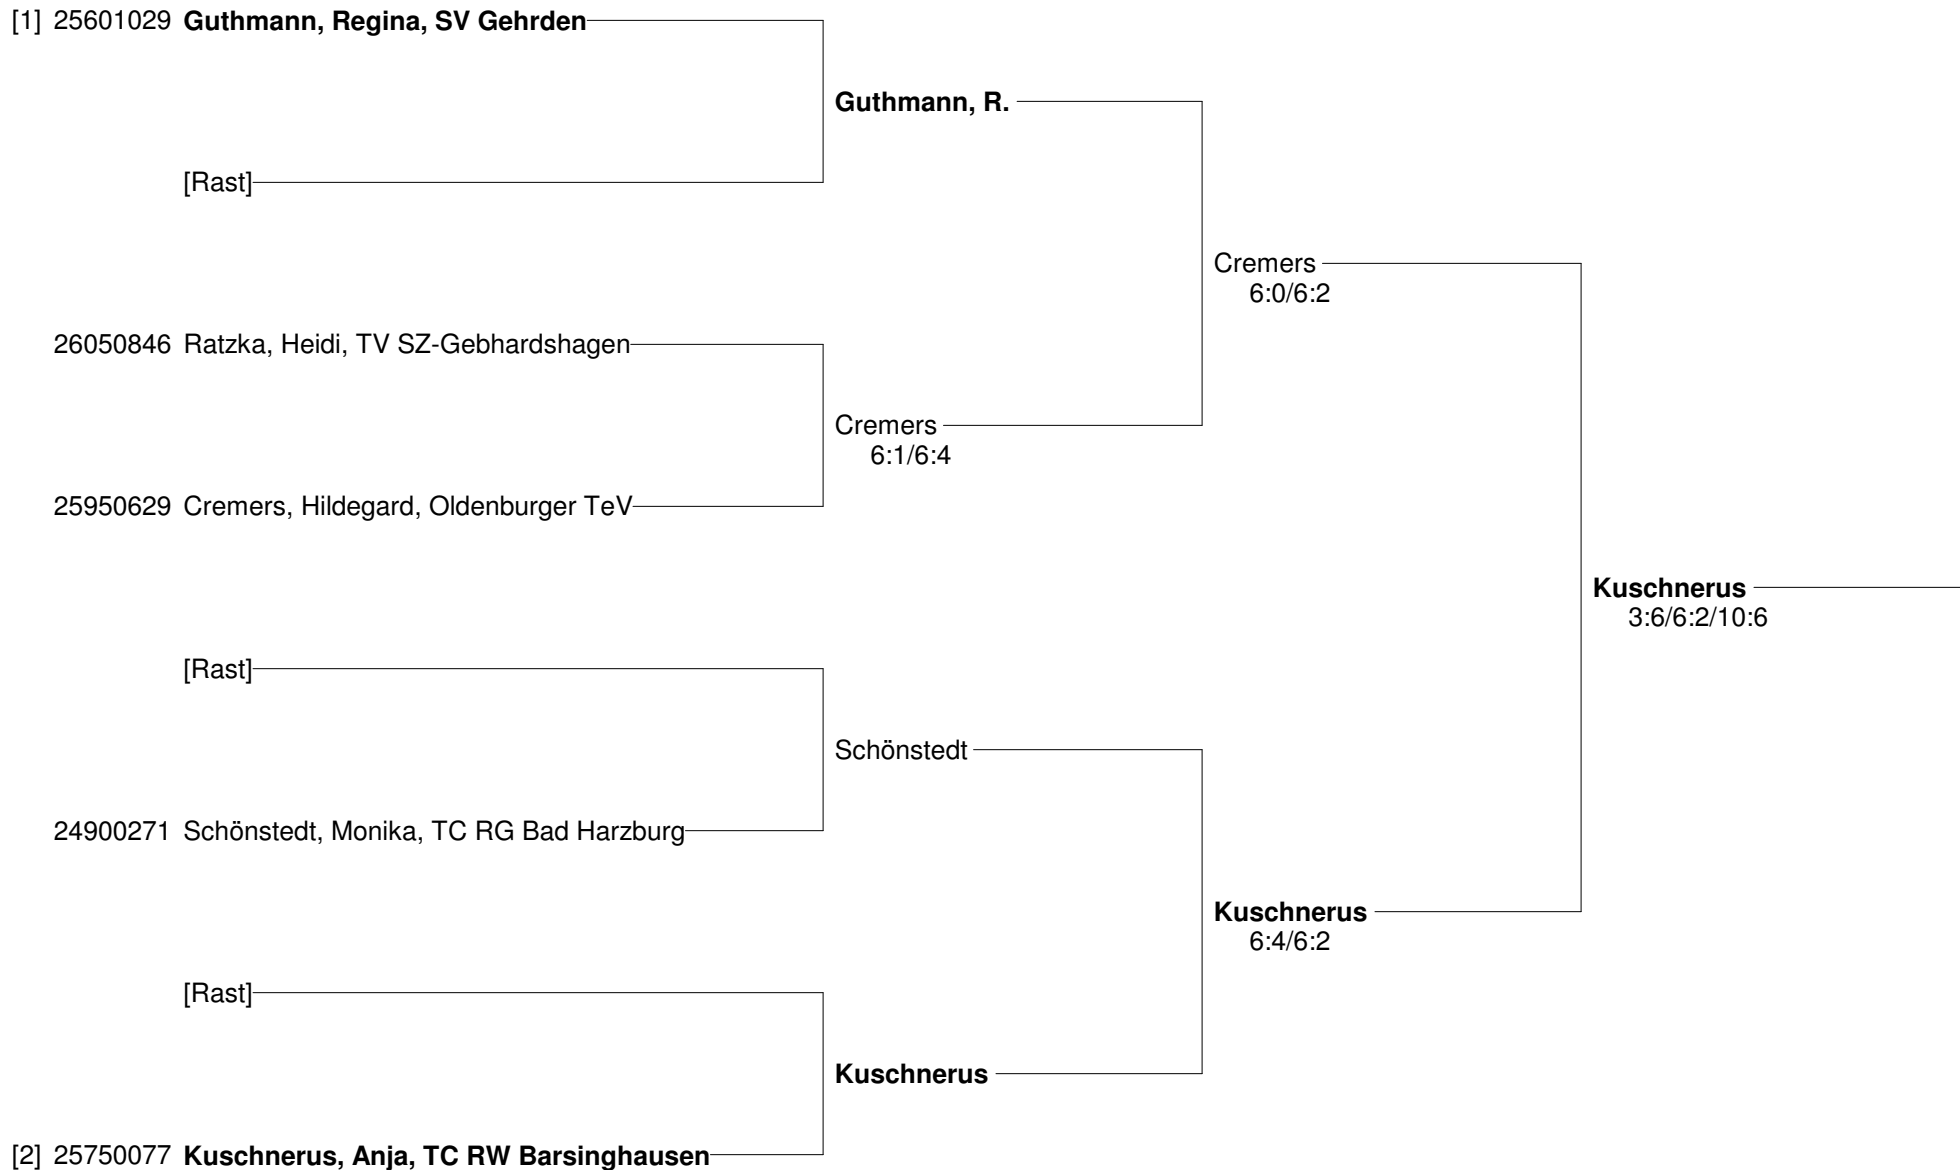 [1] 25601029 Guthmann, Regina, SV Gehrden
Guthmann, R.
[Rast]
Cremers
6:0/6:2
26050846 Ratzka, Heidi, TV SZ-Gebhardshagen
Cremers
6:1/6:4
25950629 Cremers, Hildegard, Oldenburger TeV
Kuschnerus
3:6/6:2/10:6
[Rast]
Schönstedt
24900271 Schönstedt, Monika, TC RG Bad Harzburg
Kuschnerus
6:4/6:2
[Rast]
Kuschnerus
[2] 25750077 Kuschnerus, Anja, TC RW Barsinghausen